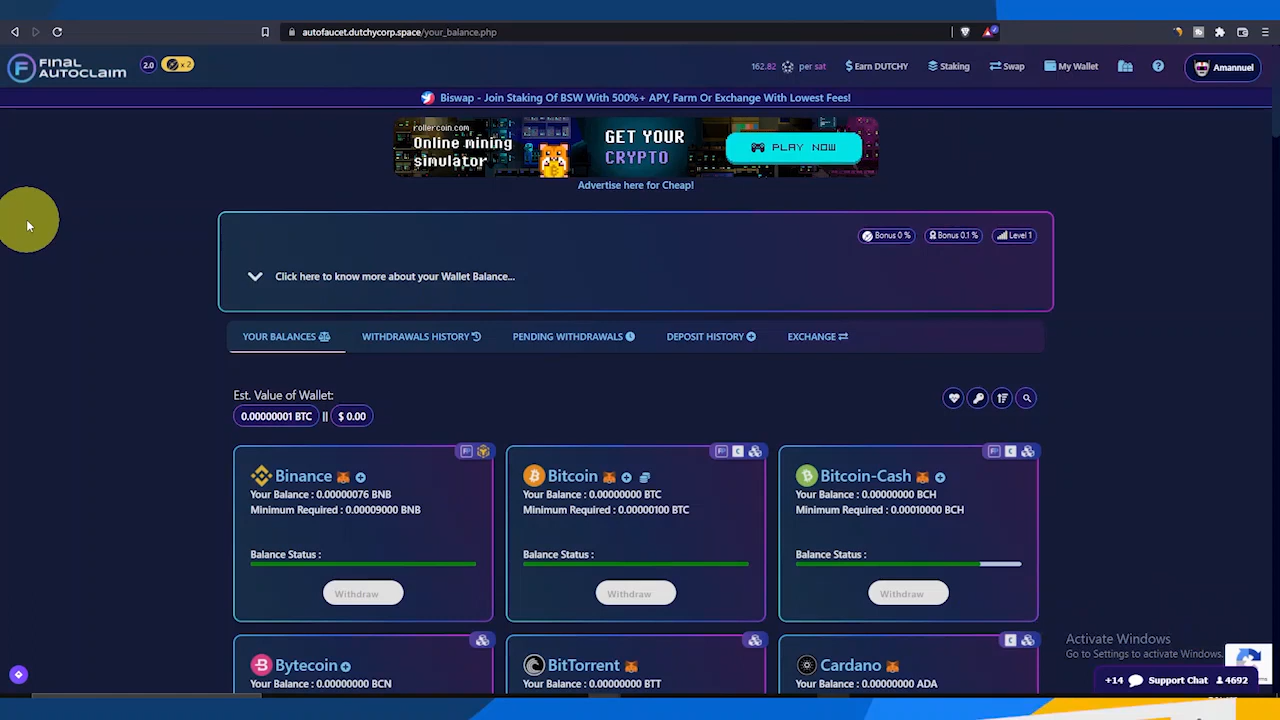 autofaucet.dutchycorp.space/your_balance.php
FINAL AUTOCLAIM
2.0
x 2
162.82 per sat
Earn DUTCHY
Staking
Swap
My Wallet
Amannuel
Biswap - Join Staking Of BSW With 500%+ APY, Farm Or Exchange With Lowest Fees!
rollercoin.com
Online mining
simulator
GET YOUR
CRYPTO
PLAY NOW
Advertise here for Cheap!
Bonus 0 %
Bonus 0.1 %
Level 1
Click here to know more about your Wallet Balance...
YOUR BALANCES
WITHDRAWALS HISTORY
PENDING WITHDRAWALS
DEPOSIT HISTORY
EXCHANGE
Est. Value of Wallet:
0.00000001 BTC || $ 0.00
Binance
Your Balance : 0.00000076 BNB
Minimum Required : 0.00009000 BNB
Balance Status :
Withdraw
Bitcoin
Your Balance : 0.00000000 BTC
Minimum Required : 0.00000100 BTC
Balance Status :
Withdraw
Bitcoin-Cash
Your Balance : 0.00000000 BCH
Minimum Required : 0.00010000 BCH
Balance Status :
Withdraw
Bytecoin
Your Balance : 0.00000000 BCN
BitTorrent
Your Balance : 0.00000000 BTT
Cardano
Your Balance : 0.00000000 ADA
Activate Windows
Go to Settings to activate Windows.
+14 Support Chat 4692